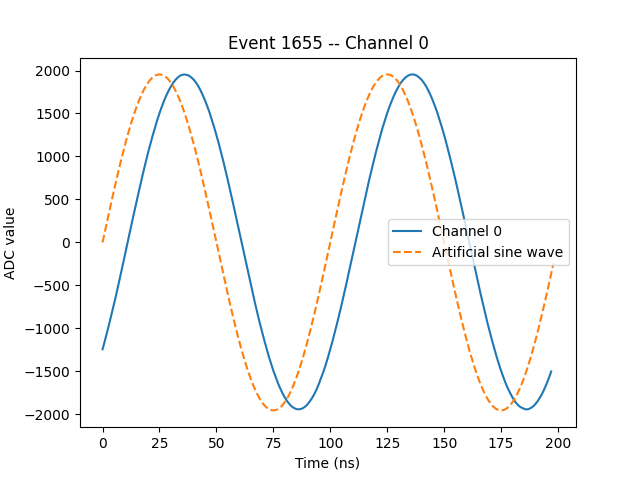 Event 1655 -- Channel 0
2000
1500
1000
500
0
−500
−1000
−1500
−2000
ADC value
Channel 0
Artificial sine wave
0 25 50 75 100 125 150 175 200
Time (ns)